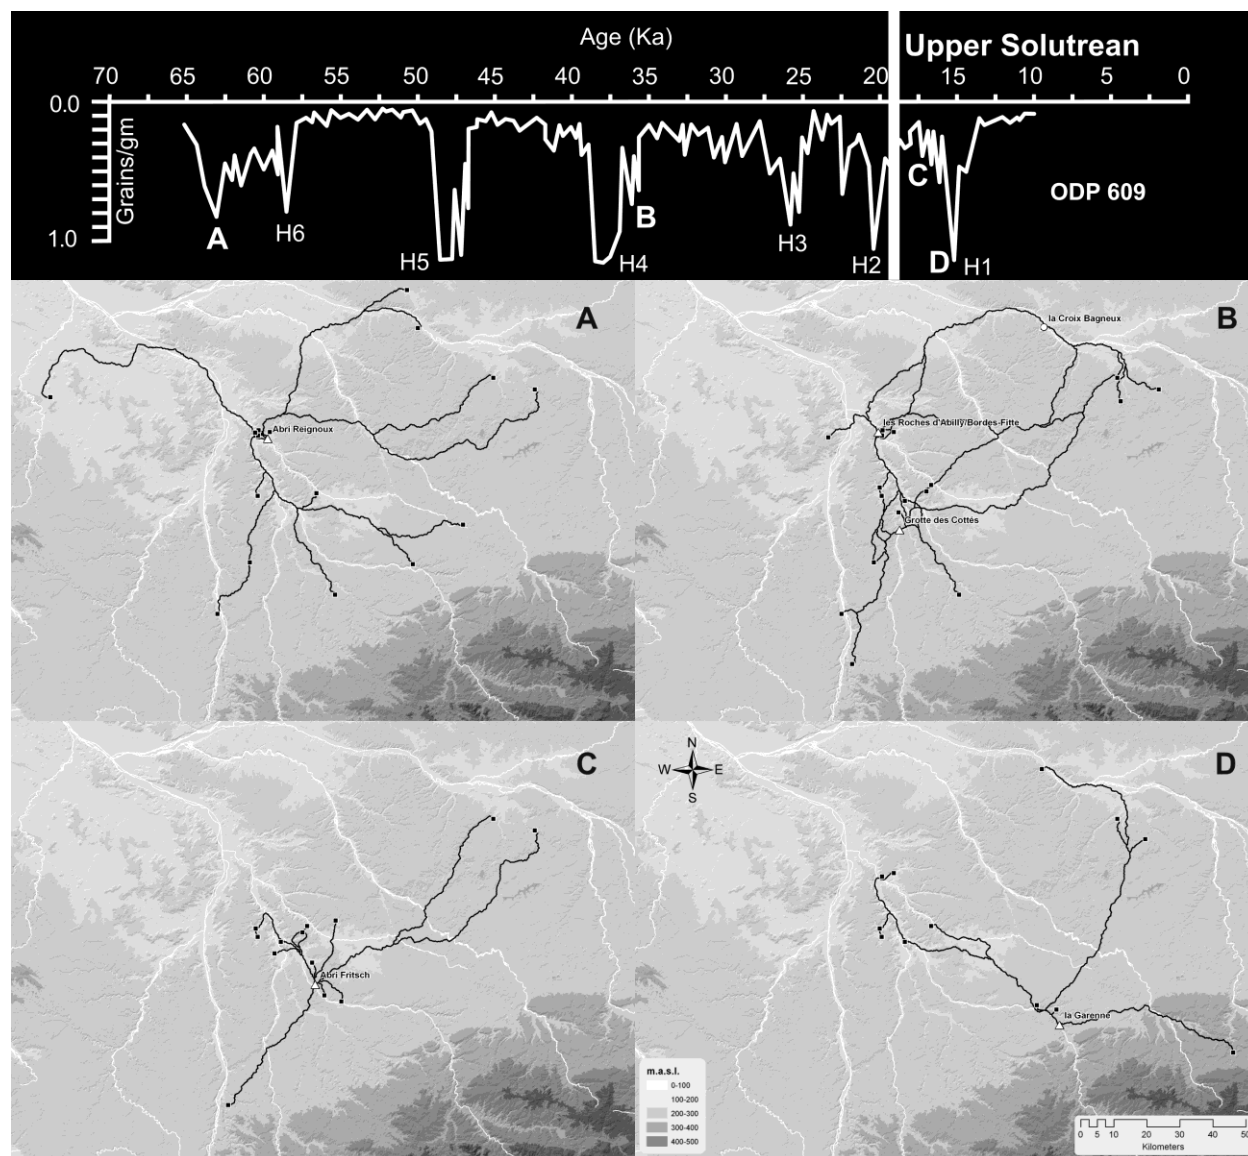 Age (Ka)
Upper Solutrean
70 65 60 55 50 45 40 35 30 25 20 15 10 5 0
0.0
Grains/gm
1.0
A
H6
H5
H4
B
H3
H2
C
D
H1
ODP 609
A
Abri Reignoux
B
la Croix Bagneux
les Roches d'Abilly/Bordes-Fitte
Grotte des Cottés
C
Abri Fritsch
D
N
W E
S
la Garenne
m.a.s.l.
0-100
100-200
200-300
300-400
400-500
0 5 10 20 30 40 50
Kilometers